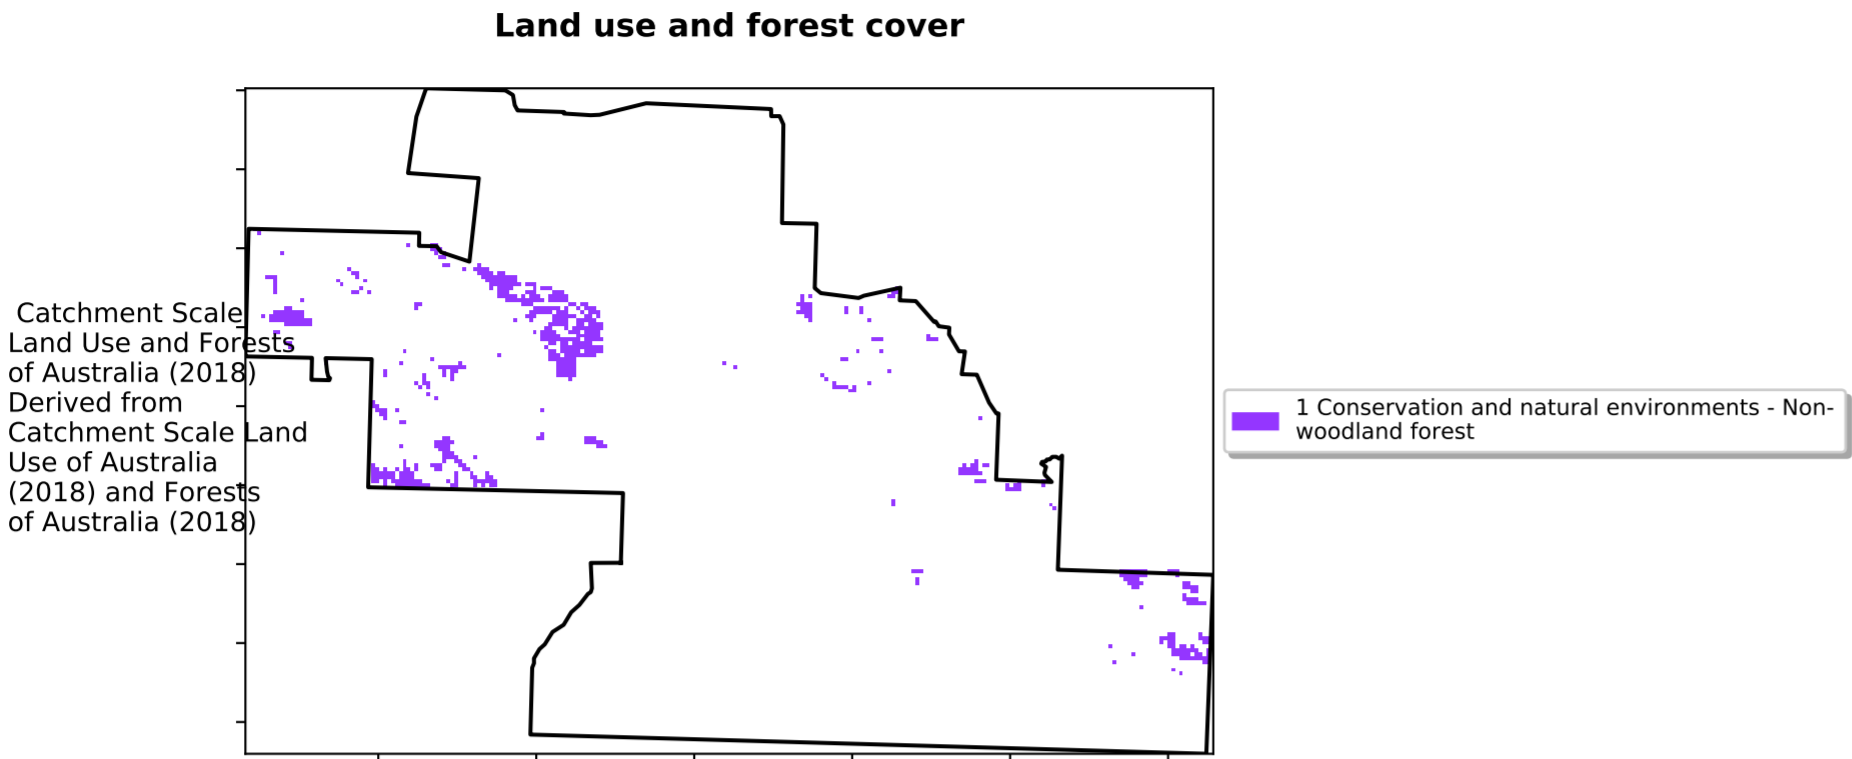 Land use and forest cover
Catchment Scale
Land Use and Forests
of Australia (2018)
Derived from
Catchment Scale Land
Use of Australia
(2018) and Forests
of Australia (2018)
1 Conservation and natural environments - Non-
woodland forest